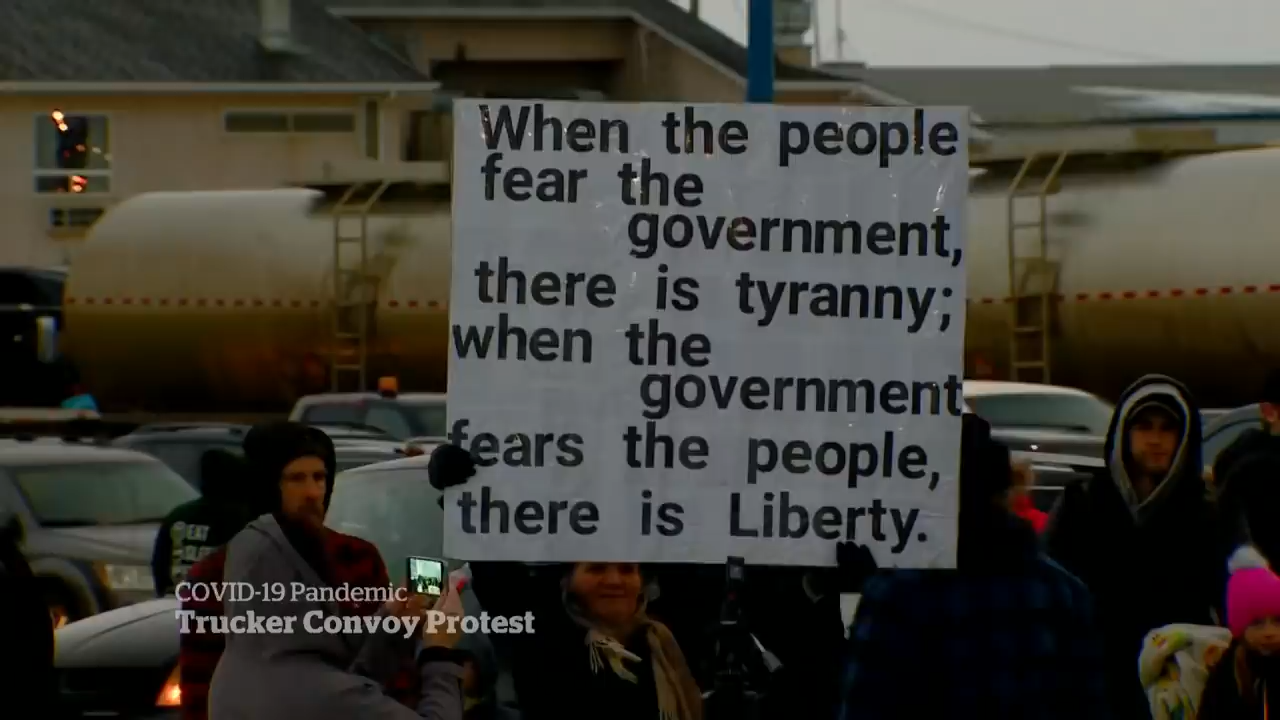 When the people
fear the
government,
there is tyranny;
when the
government
fears the people,
there is Liberty.
EAT
COVID-19 Pandemic
Trucker Convoy Protest